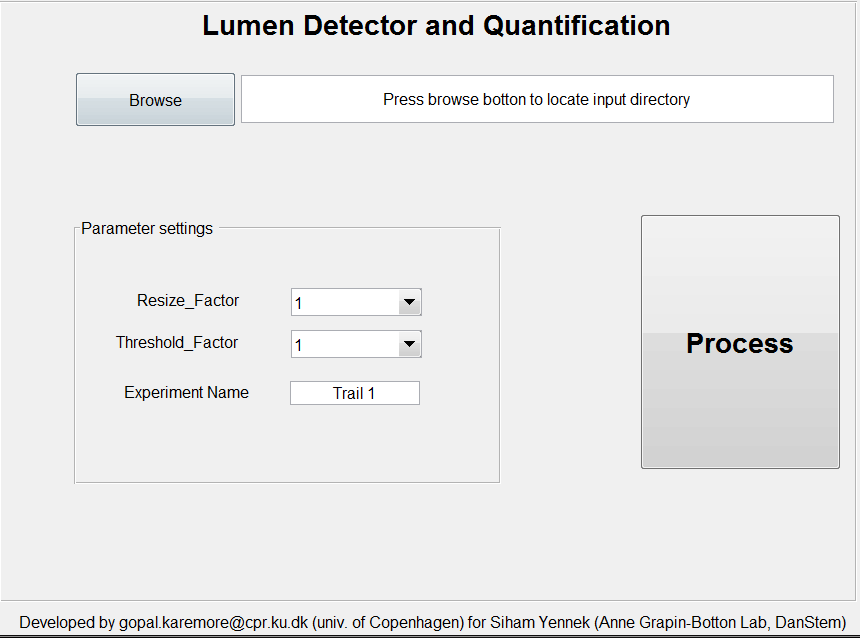 Lumen Detector and Quantification
Browse
Press browse botton to locate input directory
Parameter settings
Resize_Factor
1
Threshold_Factor
1
Experiment Name
Trail 1
Process
Developed by gopal.karemore@cpr.ku.dk (univ. of Copenhagen) for Siham Yennek (Anne Grapin-Botton Lab, DanStem)